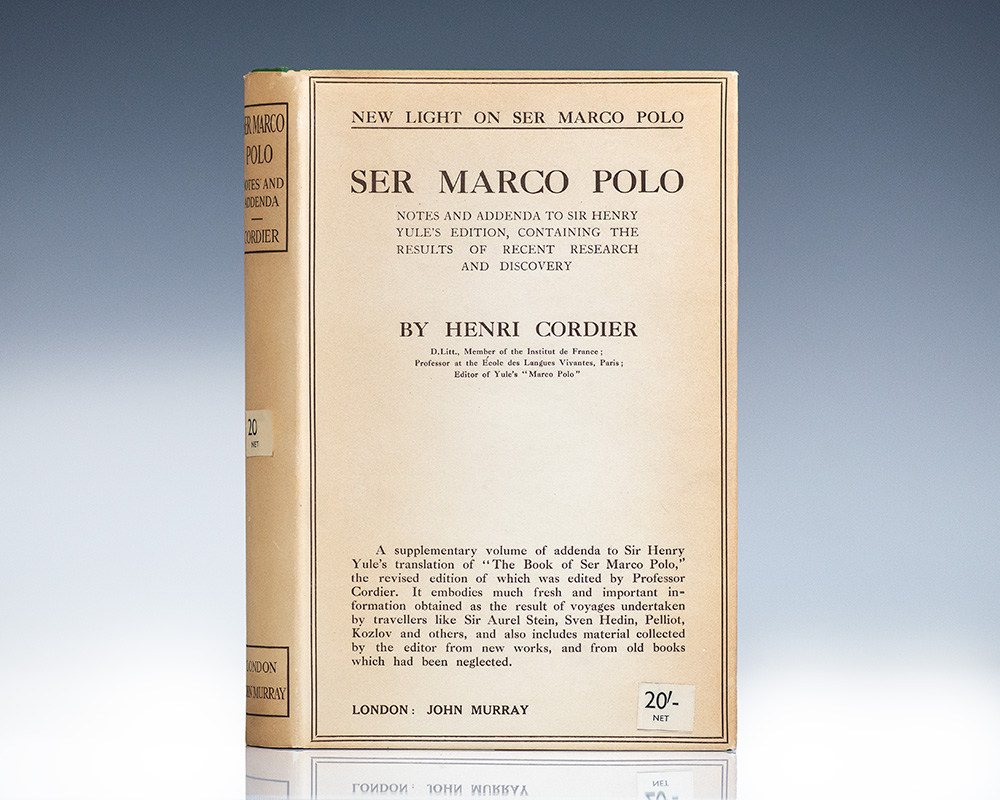 NEW LIGHT ON SER MARCO POLO
SER MARCO POLO
NOTES AND ADDENDA TO SIR HENRY
YULE'S EDITION, CONTAINING THE
RESULTS OF RECENT RESEARCH
AND DISCOVERY
BY HENRI CORDIER
D.Litt., Member of the Institut de France;
Professor at the École des Langues Vivantes, Paris;
Editor of Yule's "Marco Polo"
A supplementary volume of addenda to Sir Henry
Yule's translation of "The Book of Ser Marco Polo,"
the revised edition of which was edited by Professor
Cordier. It embodies much fresh and important in-
formation obtained as the result of voyages undertaken
by travellers like Sir Aurel Stein, Sven Hedin, Pelliot,
Kozlov and others, and also includes material collected
by the editor from new works, and from old books
which had been neglected.
LONDON: JOHN MURRAY
20/-
NET
ER MARCO
POLO
OTES AND
DDENDA
CORDIER
20
NET
LONDON
HN MURRAY